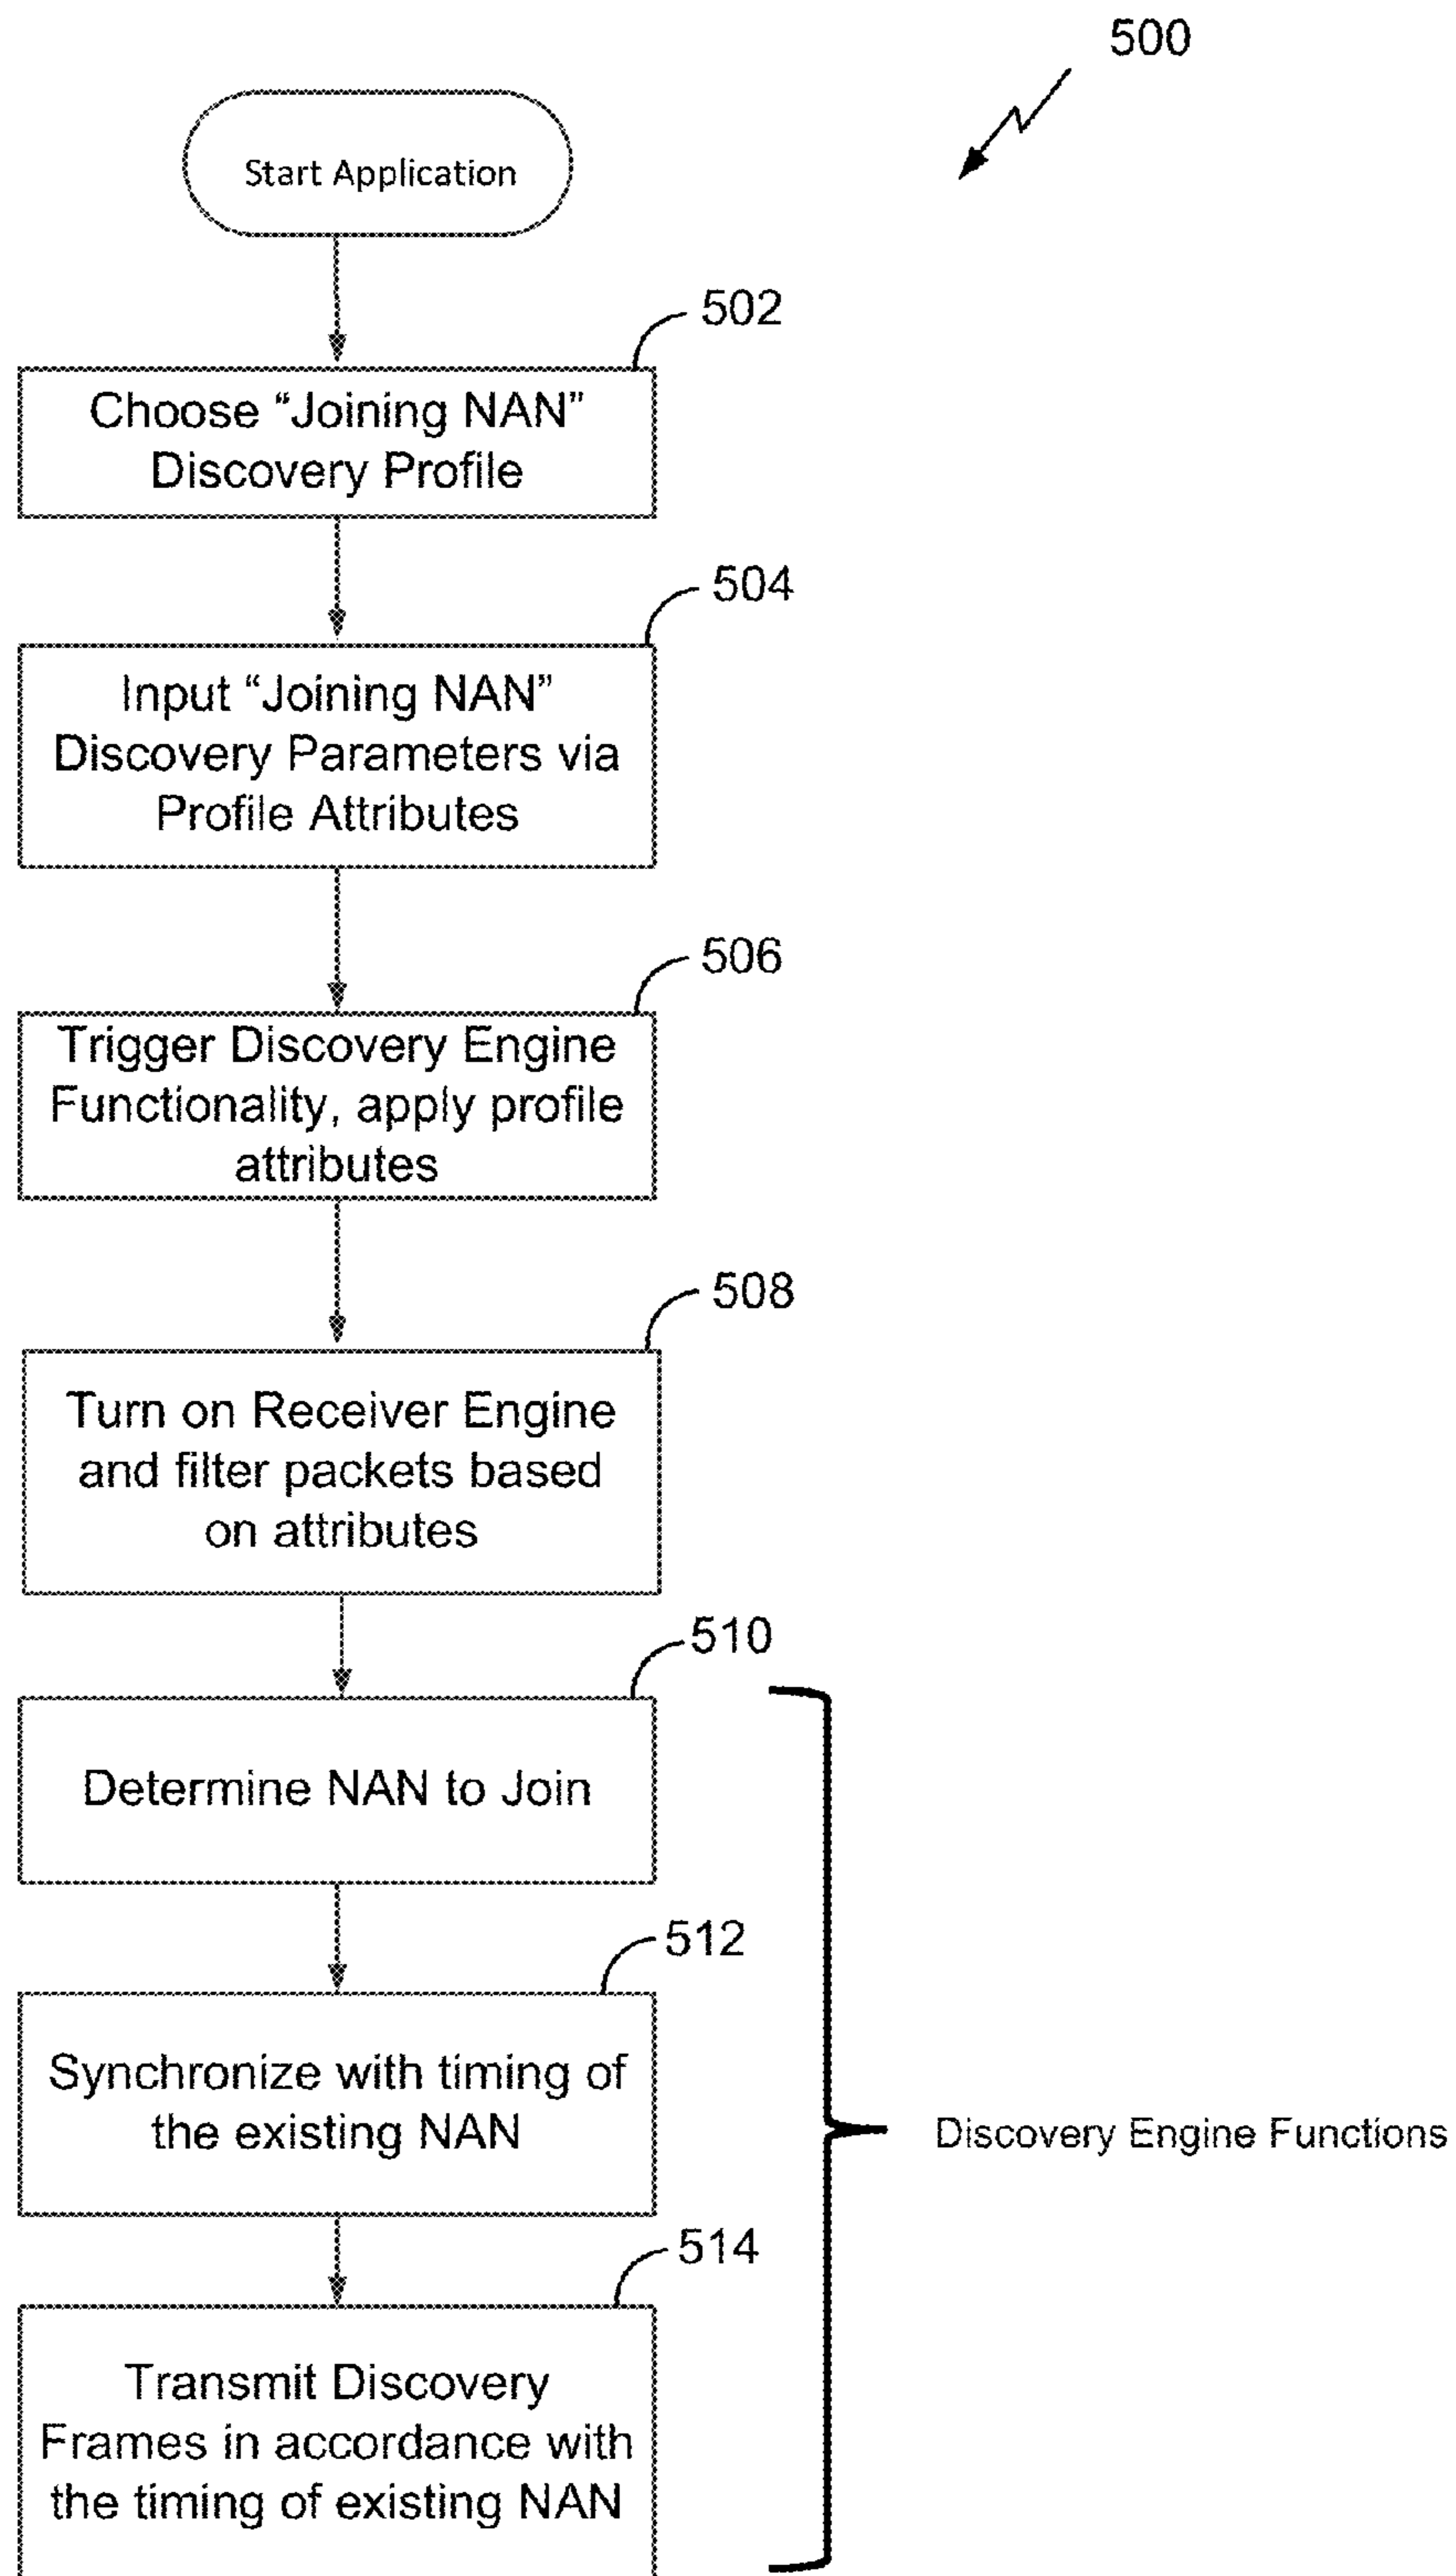 500
Start Application
502
Choose “Joining NAN”
Discovery Profile
504
Input “Joining NAN”
Discovery Parameters via
Profile Attributes
506
Trigger Discovery Engine
Functionality, apply profile
attributes
508
Turn on Receiver Engine
and filter packets based
on attributes
510
Determine NAN to Join
512
Synchronize with timing of
the existing NAN
Discovery Engine Functions
514
Transmit Discovery
Frames in accordance with
the timing of existing NAN